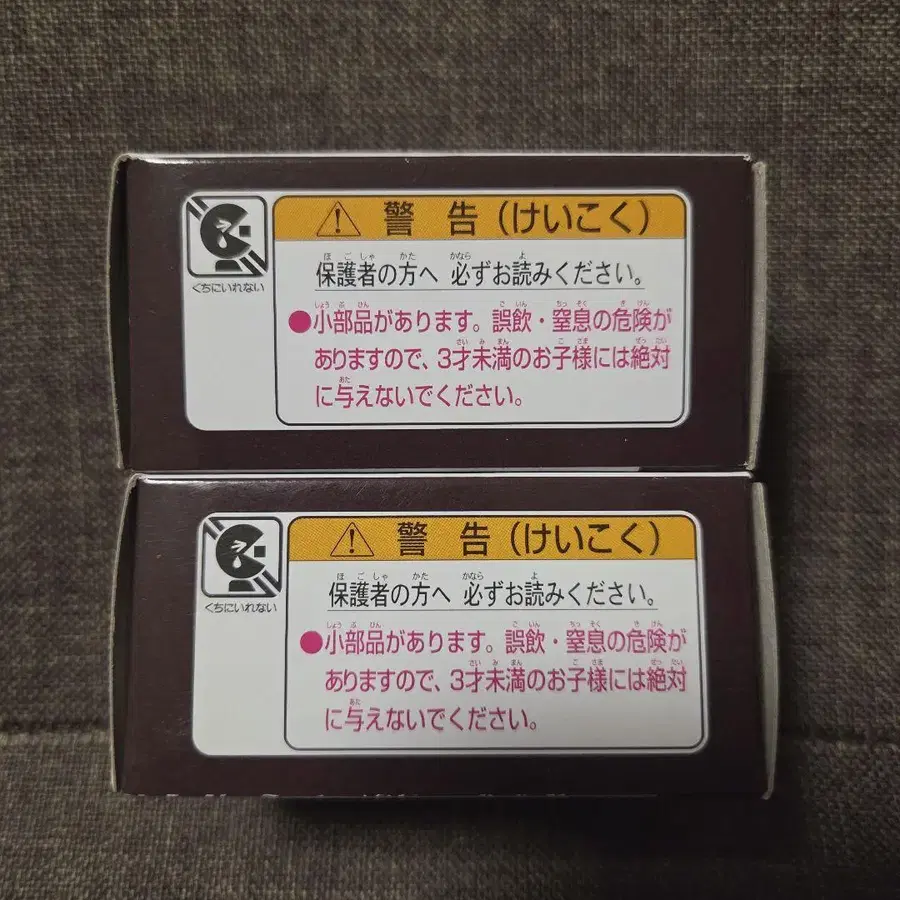 警告(けいこく)
くちにいれない
保護者の方へ 必ずお読みください。
●小部品があります。誤飲・窒息の危険が
ありますので、3才未満のお子様には絶対
に与えないでください。
警告(けいこく)
くちにいれない
保護者の方へ 必ずお読みください。
●小部品があります。誤飲・窒息の危険が
ありますので、3才未満のお子様には絶対
に与えないでください。